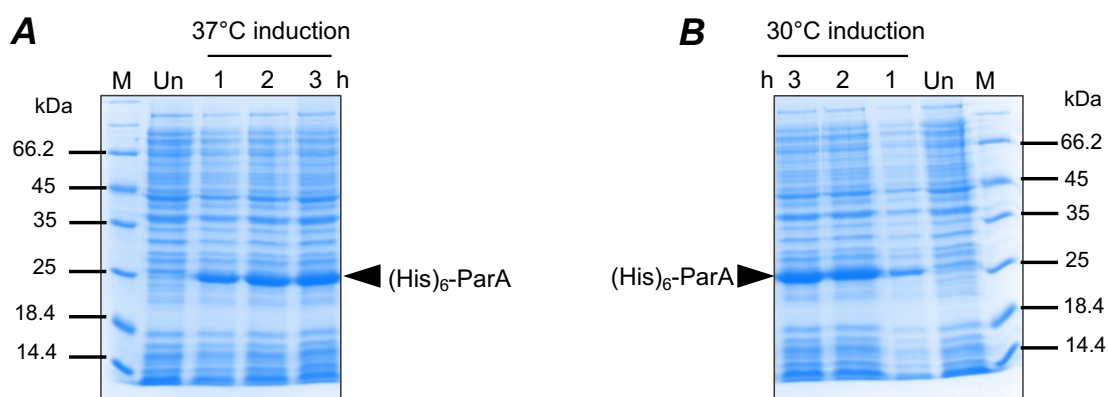 A
37°C induction
M Un 1 2 3 h
kDa
66.2
45
35
25
18.4
14.4
(His)6-ParA
B
30°C induction
h 3 2 1 Un M
kDa
66.2
45
35
25
18.4
14.4
(His)6-ParA